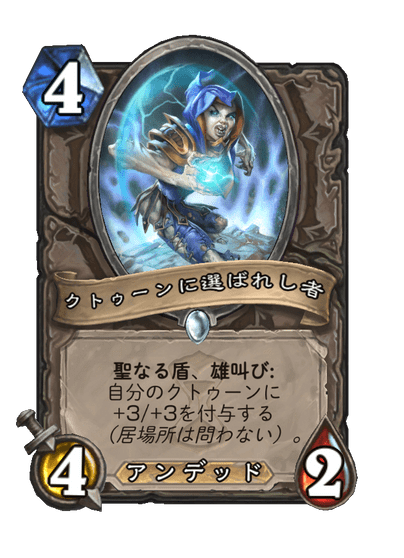 4
クトゥーンに選ばれし者
聖なる盾、雄叫び:
自分のクトゥーンに
+3/+3を付与する
(居場所は問わない)。
4
アンデッド
2